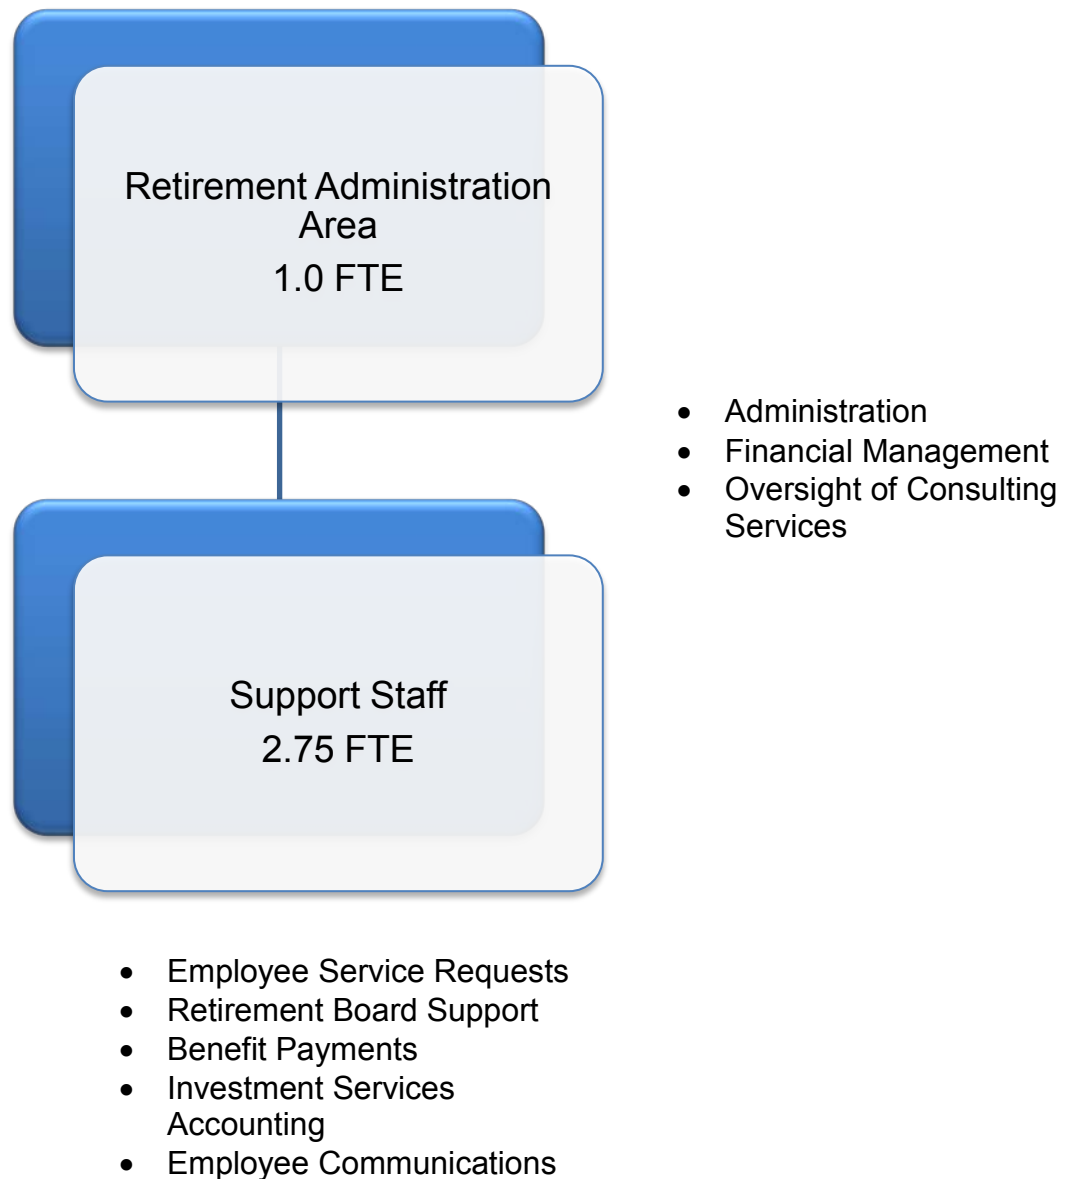 Retirement Administration
Area
1.0 FTE
• Administration
• Financial Management
• Oversight of Consulting
Services
Support Staff
2.75 FTE
• Employee Service Requests
• Retirement Board Support
• Benefit Payments
• Investment Services
Accounting
• Employee Communications